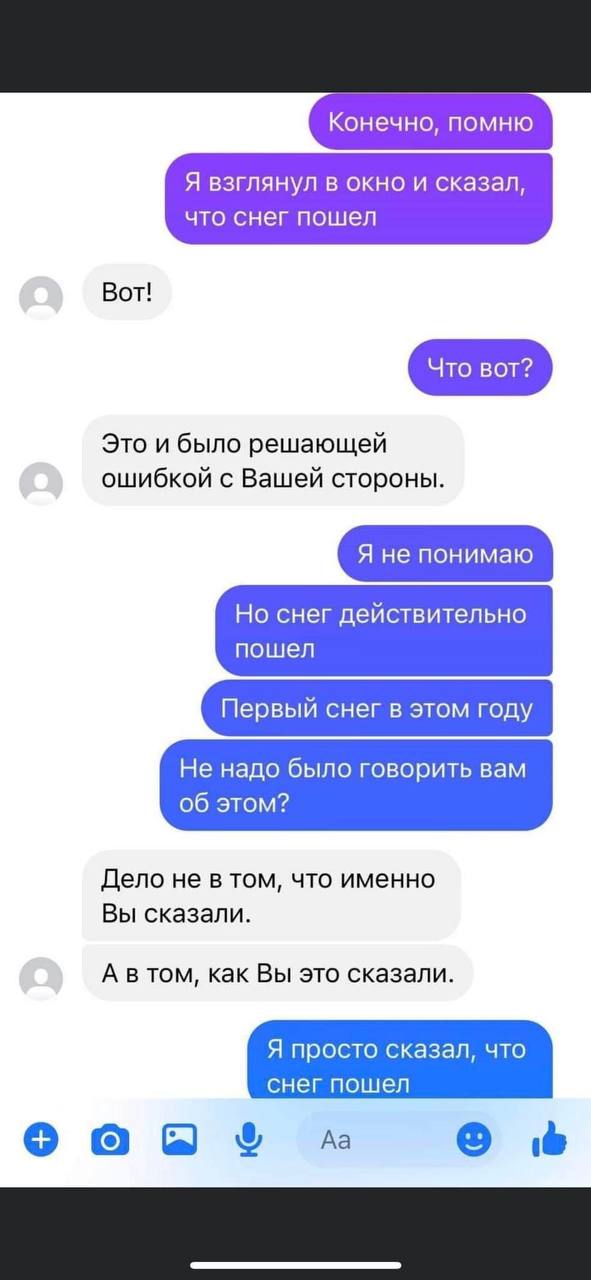 Конечно, помню
Я взглянул в окно и сказал,
что снег пошел
Вот!
Что вот?
Это и было решающей
ошибкой с Вашей стороны.
Я не понимаю
Но снег действительно
пошел
Первый снег в этом году
Не надо было говорить вам
об этом?
Дело не в том, что именно
Вы сказали.
А в том, как Вы это сказали.
Я просто сказал, что
снег пошел
Aa